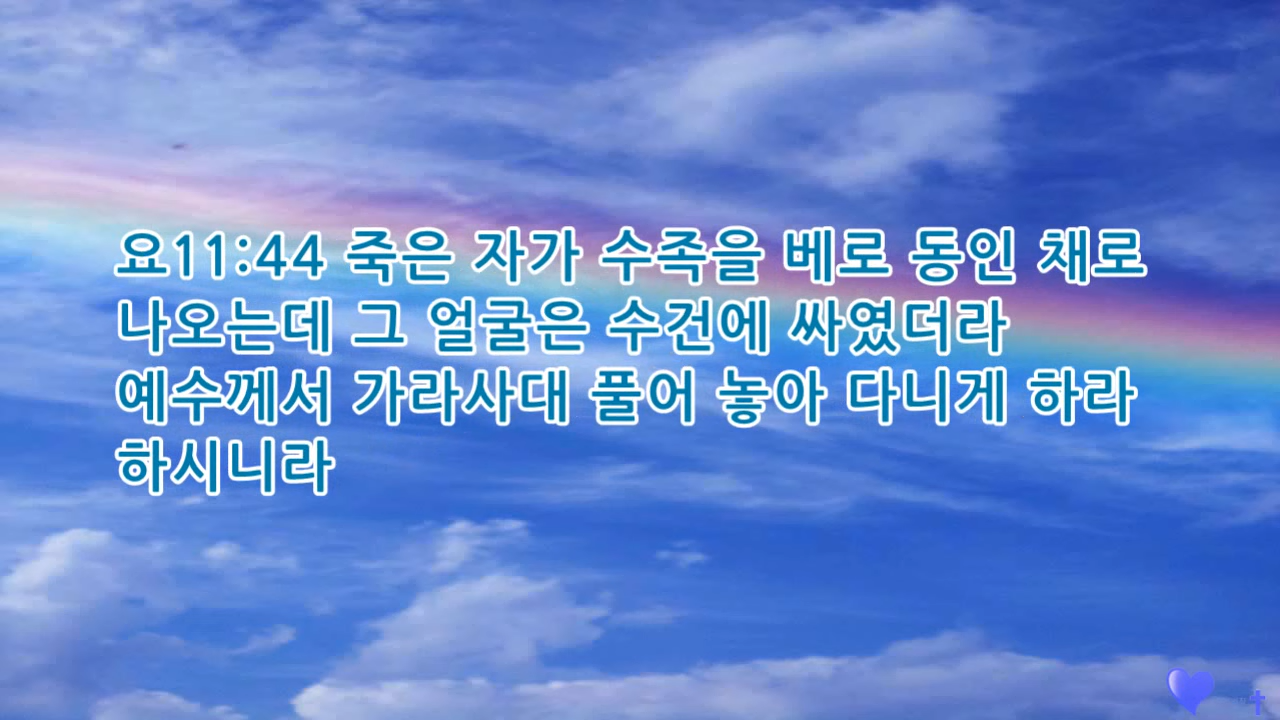 요11:44 죽은 자가 수족을 베로 동인 채로
나오는데 그 얼굴은 수건에 싸였더라
예수께서 가라사대 풀어 놓아 다니게 하라
하시니라